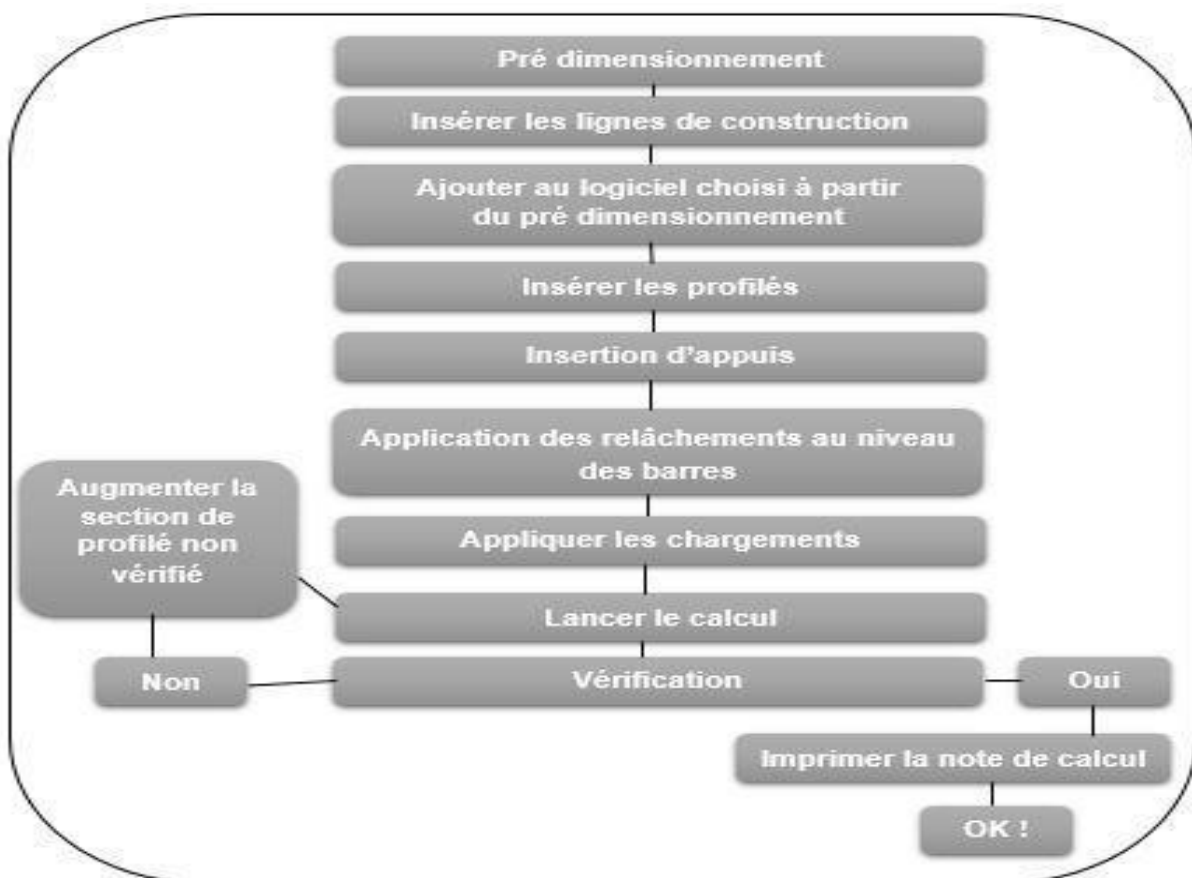 Pré dimensionnement
Insérer les lignes de construction
Ajouter au logiciel choisi à partir
du pré dimensionnement
Insérer les profilés
Insertion d'appuis
Application des relâchements au niveau
des barres
Augmenter la
section de
profilé non
vérifié
Appliquer les chargements
Lancer le calcul
Non
Vérification
Oui
Imprimer la note de calcul
OK !